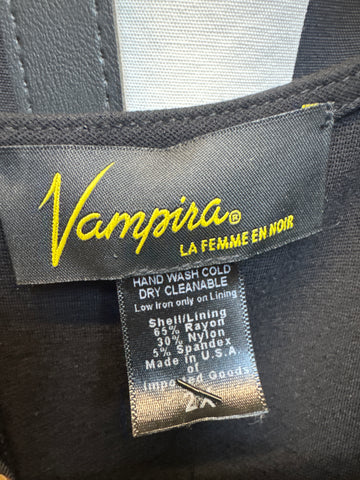 Vampira®
LA FEMME EN NOIR
HAND WASH COLD
DRY CLEANABLE
Low Iron only on Lining
Shell/Lining
65% Rayon
30% Nylon
5% Spandex
Made in U.S.A
of
Imported Goods
2X